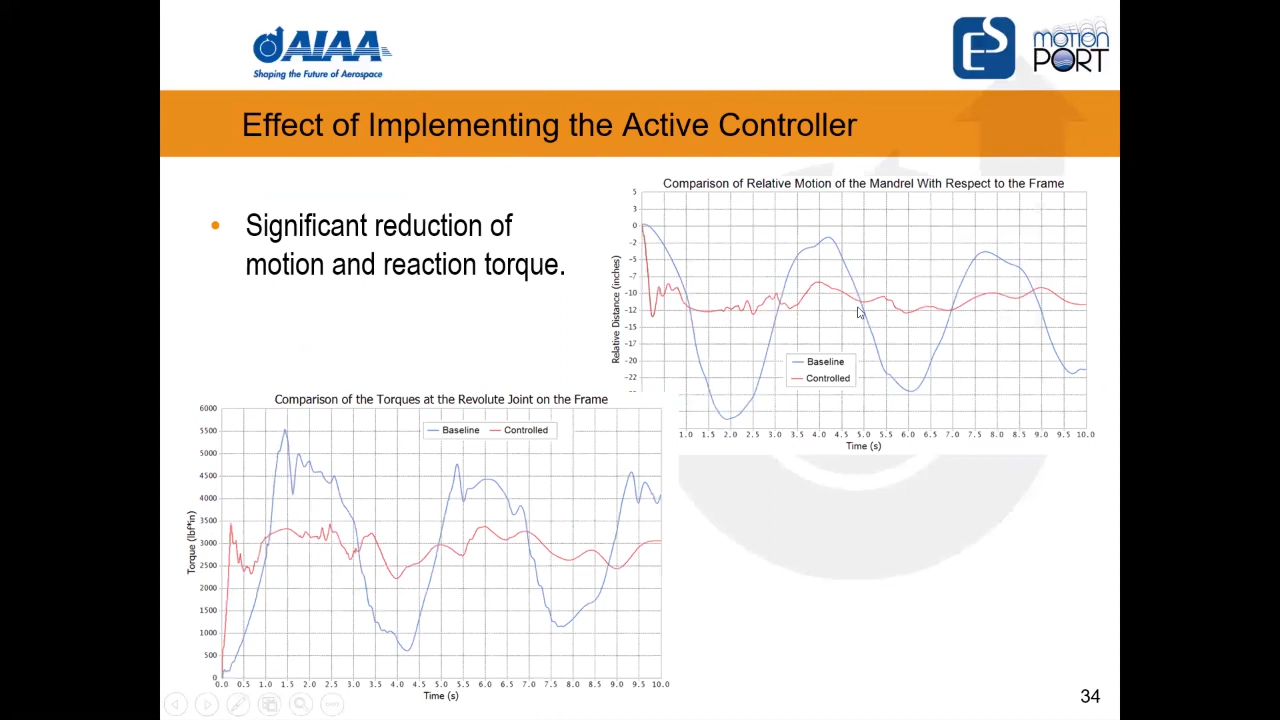 AIAA
Shaping the Future of Aerospace
ES
MOTION
PORT
Effect of Implementing the Active Controller
• Significant reduction of
motion and reaction torque.
Comparison of Relative Motion of the Mandrel With Respect to the Frame
5
3
0
-2
-5
-7
-10
-12
-15
-17
-20
-22
Relative Distance (inches)
Baseline
Controlled
1.0 1.5 2.0 2.5 3.0 3.5 4.0 4.5 5.0 5.5 6.0 6.5 7.0 7.5 8.0 8.5 9.0 9.5 10.0
Time (s)
Comparison of the Torques at the Revolute Joint on the Frame
Baseline Controlled
6000
5500
5000
4500
4000
3500
3000
2500
2000
1500
1000
500
0
Torque (lbf*in)
0.0 0.5 1.0 1.5 2.0 2.5 3.0 3.5 4.0 4.5 5.0 5.5 6.0 6.5 7.0 7.5 8.0 8.5 9.0 9.5 10.0
Time (s)
34